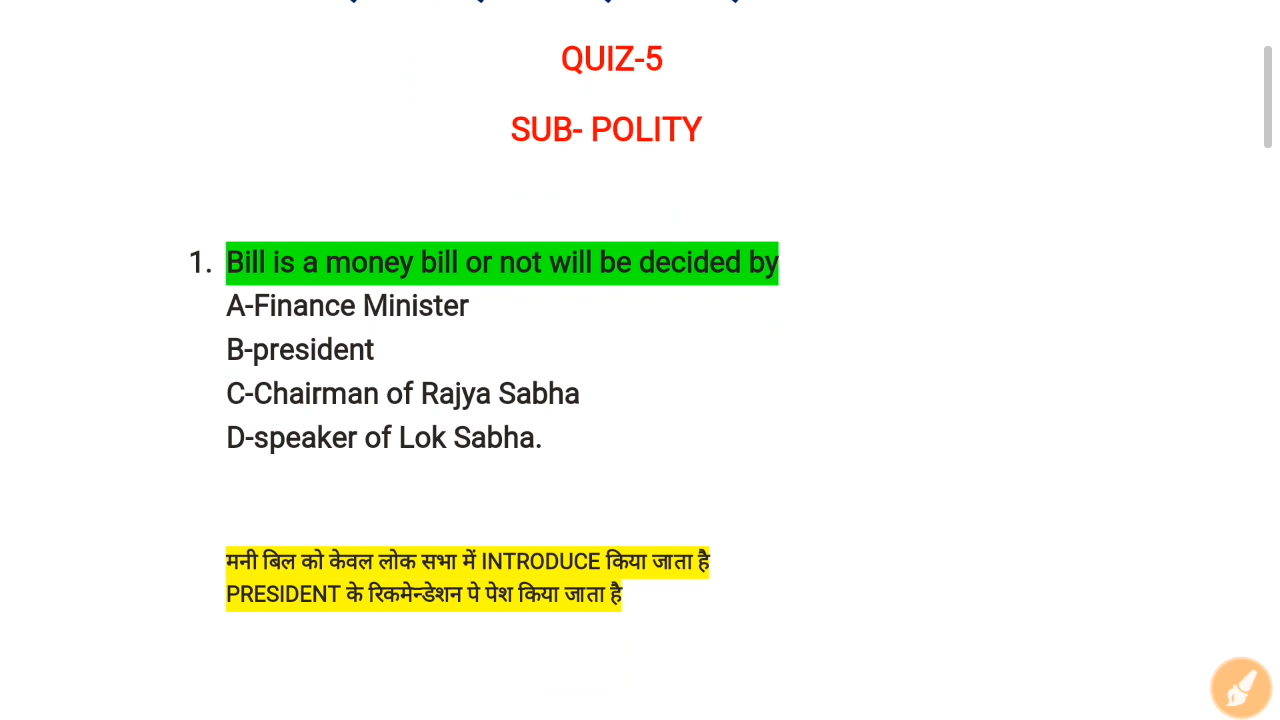 QUIZ-5
SUB- POLITY
1. Bill is a money bill or not will be decided by
A-Finance Minister
B-president
C-Chairman of Rajya Sabha
D-speaker of Lok Sabha.
मनी बिल को केवल लोक सभा में INTRODUCE किया जाता है
PRESIDENT के रिकमेन्डेशन पे पेश किया जाता है